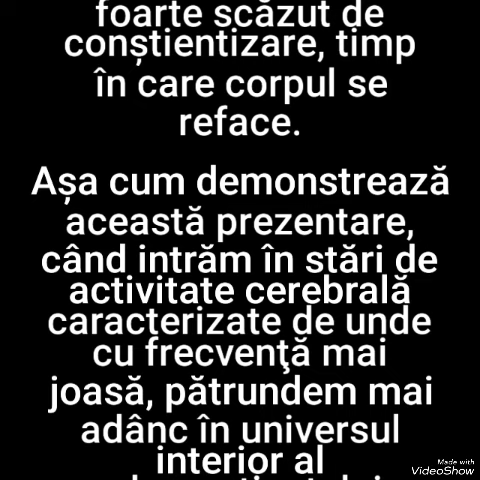 foarte scăzut de
conștientizare, timp
în care corpul se
reface.
Așa cum demonstrează
această prezentare,
când intrăm în stări de
activitate cerebrală
caracterizate de unde
cu frecvenţă mai
joasă, pătrundem mai
adânc în universul
interior al
Made with
VideoShow